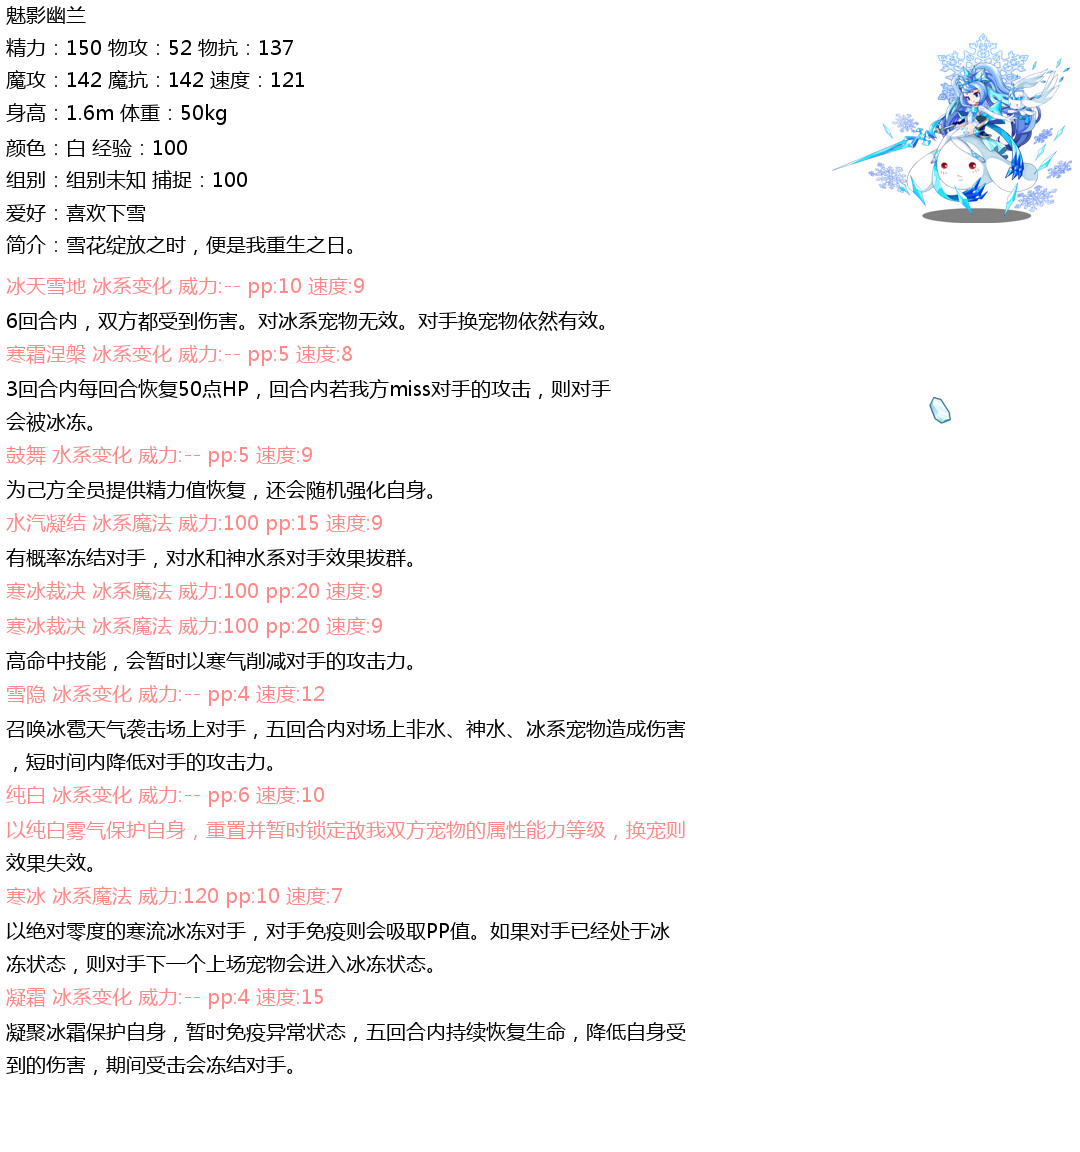 魅影幽兰
精力：150 物攻：52 物抗：137
魔攻：142 魔抗：142 速度：121
身高：1.6m 体重：50kg
颜色：白 经验：100
组别：组别未知 捕捉：100
爱好：喜欢下雪
简介：雪花绽放之时，便是我重生之日。
冰天雪地 冰系变化 威力:-- pp:10 速度:9
6回合内，双方都受到伤害。对冰系宠物无效。对手换宠物依然有效。
寒霜涅槃 冰系变化 威力:-- pp:5 速度:8
3回合内每回合恢复50点HP，回合内若我方miss对手的攻击，则对手
会被冰冻。
鼓舞 水系变化 威力:-- pp:5 速度:9
为己方全员提供精力值恢复，还会随机强化自身。
水汽凝结 冰系魔法 威力:100 pp:15 速度:9
有概率冻结对手，对水和神水系对手效果拔群。
寒冰裁决 冰系魔法 威力:100 pp:20 速度:9
寒冰裁决 冰系魔法 威力:100 pp:20 速度:9
高命中技能，会暂时以寒气削减对手的攻击力。
雪隐 冰系变化 威力:-- pp:4 速度:12
召唤冰雹天气袭击场上对手，五回合内对场上非水、神水、冰系宠物造成伤害
，短时间内降低对手的攻击力。
纯白 冰系变化 威力:-- pp:6 速度:10
以纯白雾气保护自身，重置并暂时锁定敌我双方宠物的属性能力等级，换宠则
效果失效。
寒冰 冰系魔法 威力:120 pp:10 速度:7
以绝对零度的寒流冰冻对手，对手免疫则会吸取PP值。如果对手已经处于冰
冻状态，则对手下一个上场宠物会进入冰冻状态。
凝霜 冰系变化 威力:-- pp:4 速度:15
凝聚冰霜保护自身，暂时免疫异常状态，五回合内持续恢复生命，降低自身受
到的伤害，期间受击会冻结对手。